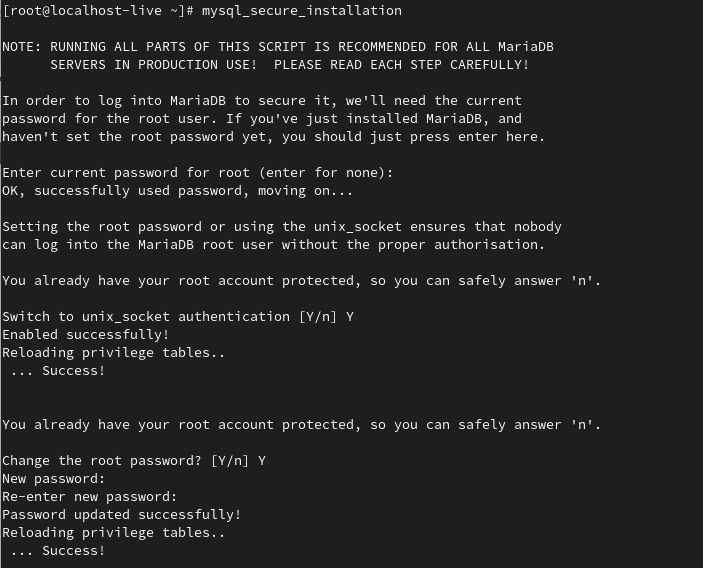 [root@localhost-live ~]# mysql_secure_installation
NOTE: RUNNING ALL PARTS OF THIS SCRIPT IS RECOMMENDED FOR ALL MariaDB
SERVERS IN PRODUCTION USE!  PLEASE READ EACH STEP CAREFULLY!
In order to log into MariaDB to secure it, we'll need the current
password for the root user. If you've just installed MariaDB, and
haven't set the root password yet, you should just press enter here.
Enter current password for root (enter for none):
OK, successfully used password, moving on...
Setting the root password or using the unix_socket ensures that nobody
can log into the MariaDB root user without the proper authorisation.
You already have your root account protected, so you can safely answer 'n'.
Switch to unix_socket authentication [Y/n] Y
Enabled successfully!
Reloading privilege tables..
... Success!
You already have your root account protected, so you can safely answer 'n'.
Change the root password? [Y/n] Y
New password:
Re-enter new password:
Password updated successfully!
Reloading privilege tables..
... Success!